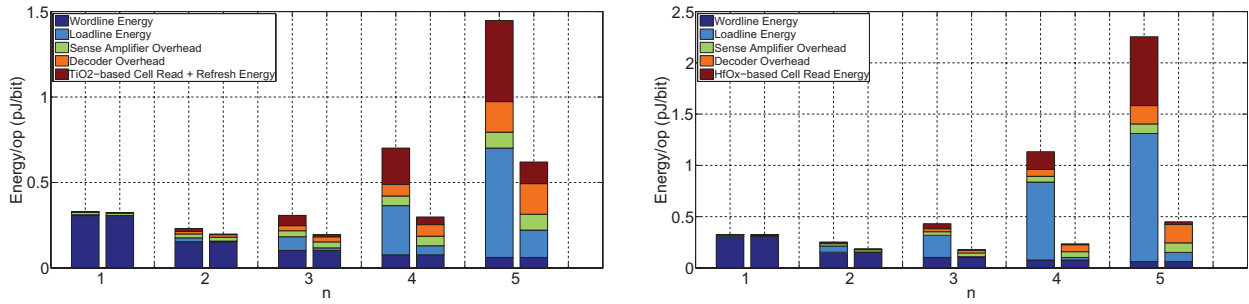 1.5
Wordline Energy
Loadline Energy
Sense Amplifier Overhead
Decoder Overhead
TiO2−based Cell Read + Refresh Energy
1
0.5
0
Energy/op (pJ/bit)
1 2 3 4 5
n
2.5
Wordline Energy
Loadline Energy
Sense Amplifier Overhead
Decoder Overhead
HfOx−based Cell Read Energy
2
1.5
1
0.5
0
Energy/op (pJ/bit)
1 2 3 4 5
n